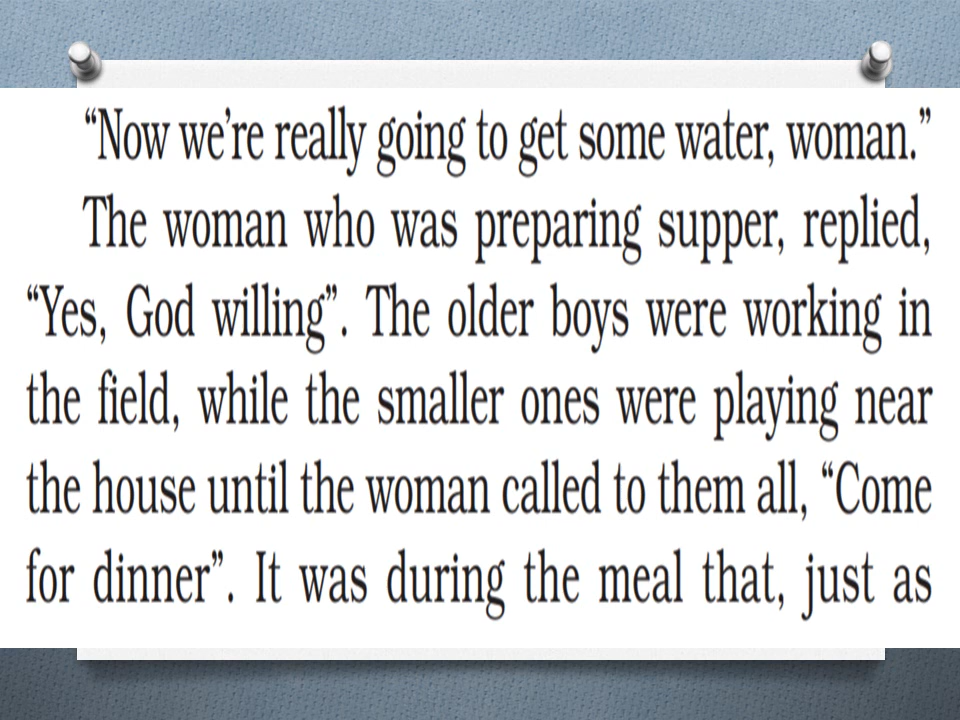 “Now we’re really going to get some water, woman.”
The woman who was preparing supper, replied,
“Yes, God willing”. The older boys were working in
the field, while the smaller ones were playing near
the house until the woman called to them all, “Come
for dinner”. It was during the meal that, just as